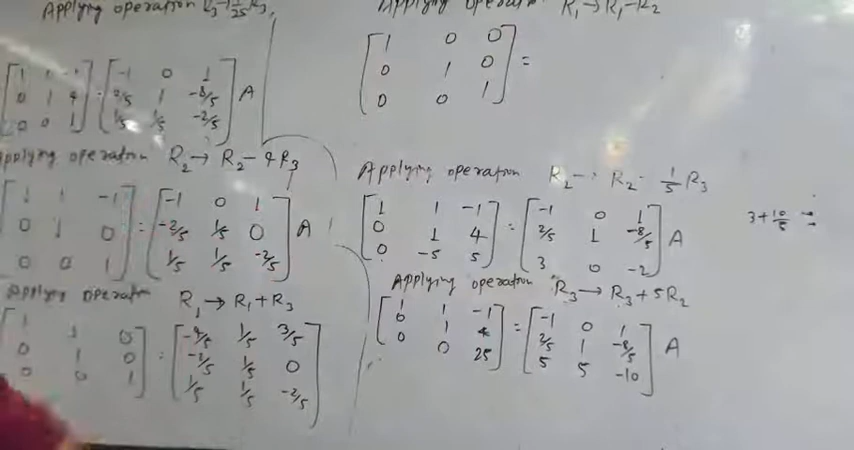 Applying operation R3→1/25 R3,
[1 1 -1
0 1 4
0 0 1] = [-1 0 1
2/5 1 -8/5
1/5 1/5 -2/5] A
Applying operation R2 → R2 - 4R3
[1 1 -1
0 1 0
0 0 1] = [-1 0 1
-2/5 1/5 0
1/5 1/5 -2/5] A
Applying operation R1 → R1 + R3
[1 1 0
0 1 0
0 0 1] = [-4/5 1/5 3/5
-2/5 1/5 0
1/5 1/5 -2/5]
Applying operation R1 → R1 - R2
[1 0 0
0 1 0
0 0 1] =
Applying operation R2 → R2 - 1/5 R3
[1 1 -1
0 1 4
0 -5 5] = [-1 0 1
2/5 1 -8/5
3 0 -2] A
3 + 10/5
Applying operation R3 → R3 + 5R2
[1 1 -1
0 1 4
0 0 25] = [-1 0 1
2/5 1 -8/5
5 5 -10] A